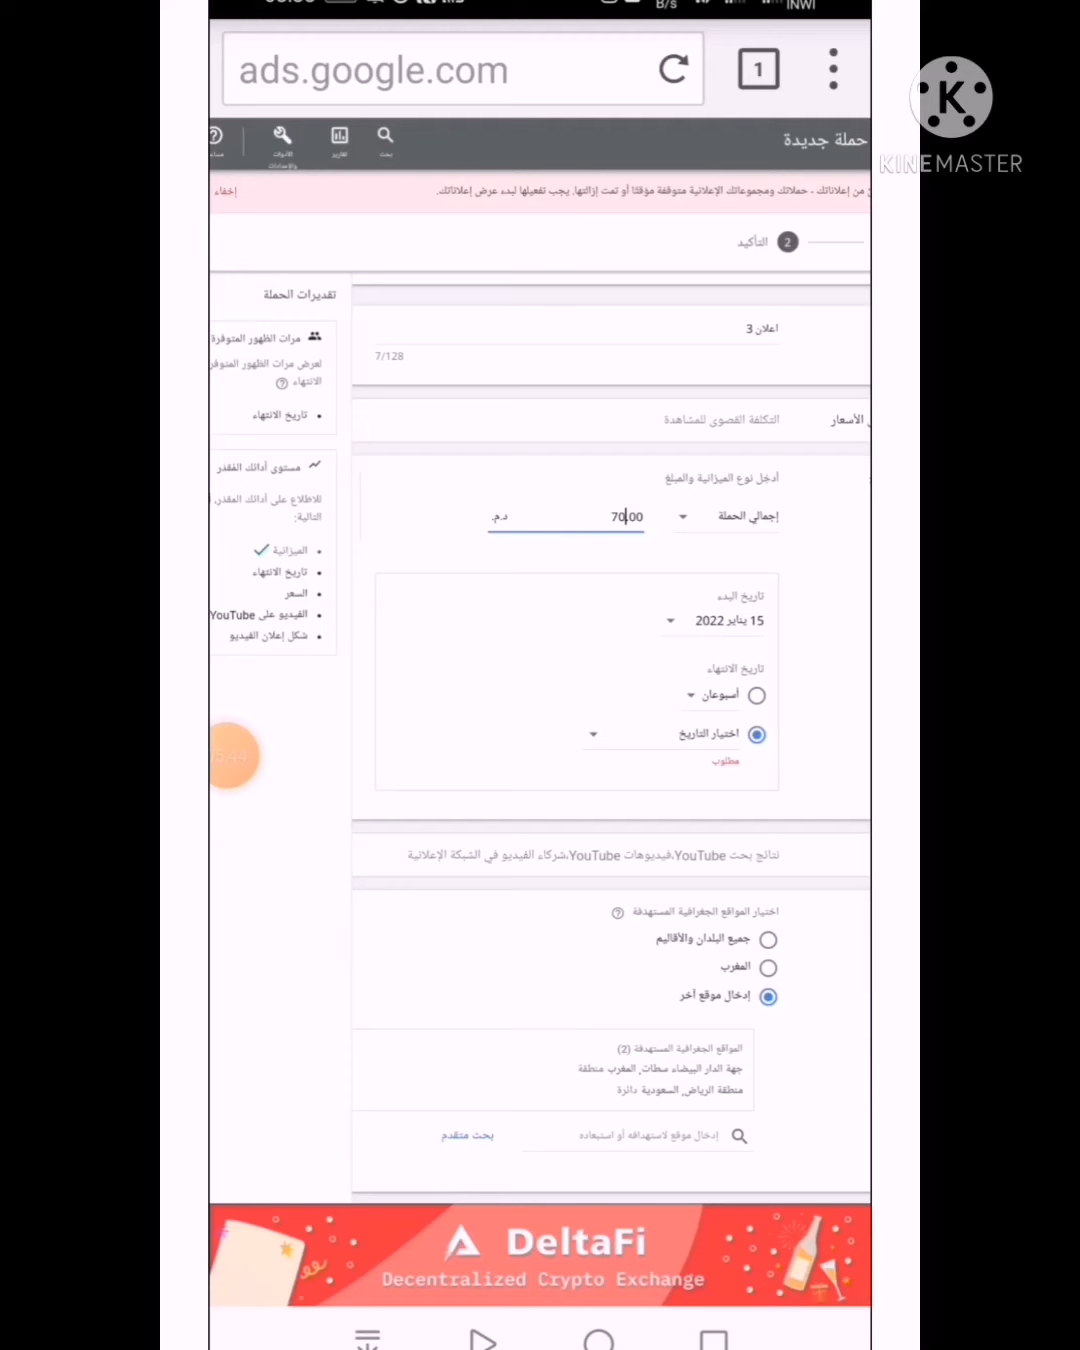 B/s
INWI
ads.google.com
1
KINEMASTER
حملة جديدة
بحث
تقارير
الأدوات
والإعدادات
من إعلاناتك - حملاتك ومجموعاتك الإعلانية متوقفة مؤقتًا أو تمت إزالتها. يجب تفعيلها لبدء عرض إعلاناتك.
إخفاء
2 التأكيد
تقديرات الحملة
مرات الظهور المتوفرة
لعرض مرات الظهور المتوفر
الانتهاء
• تاريخ الانتهاء
مستوى أدائك المُقدر
للاطلاع على أدائك المقدر،
التالية:
• الميزانية
• تاريخ الانتهاء
• السعر
• الفيديو على YouTube
• شكل إعلان الفيديو
اعلان 3
7/128
الأسعار
التكلفة القصوى للمشاهدة
أدخل نوع الميزانية والمبلغ
إجمالي الحملة
70.00
د.م.
تاريخ البدء
15 يناير 2022
تاريخ الانتهاء
أسبوعان
اختيار التاريخ
مطلوب
نتائج بحث YouTube،فيديوهات YouTube،شركاء الفيديو في الشبكة الإعلانية
اختيار المواقع الجغرافية المستهدفة
جميع البلدان والأقاليم
المغرب
إدخال موقع آخر
المواقع الجغرافية المستهدفة (2)
جهة الدار البيضاء سطات, المغرب منطقة
منطقة الرياض, السعودية دائرة
إدخال موقع لاستهدافه أو استبعاده
بحث متقدم
DeltaFi
Decentralized Crypto Exchange